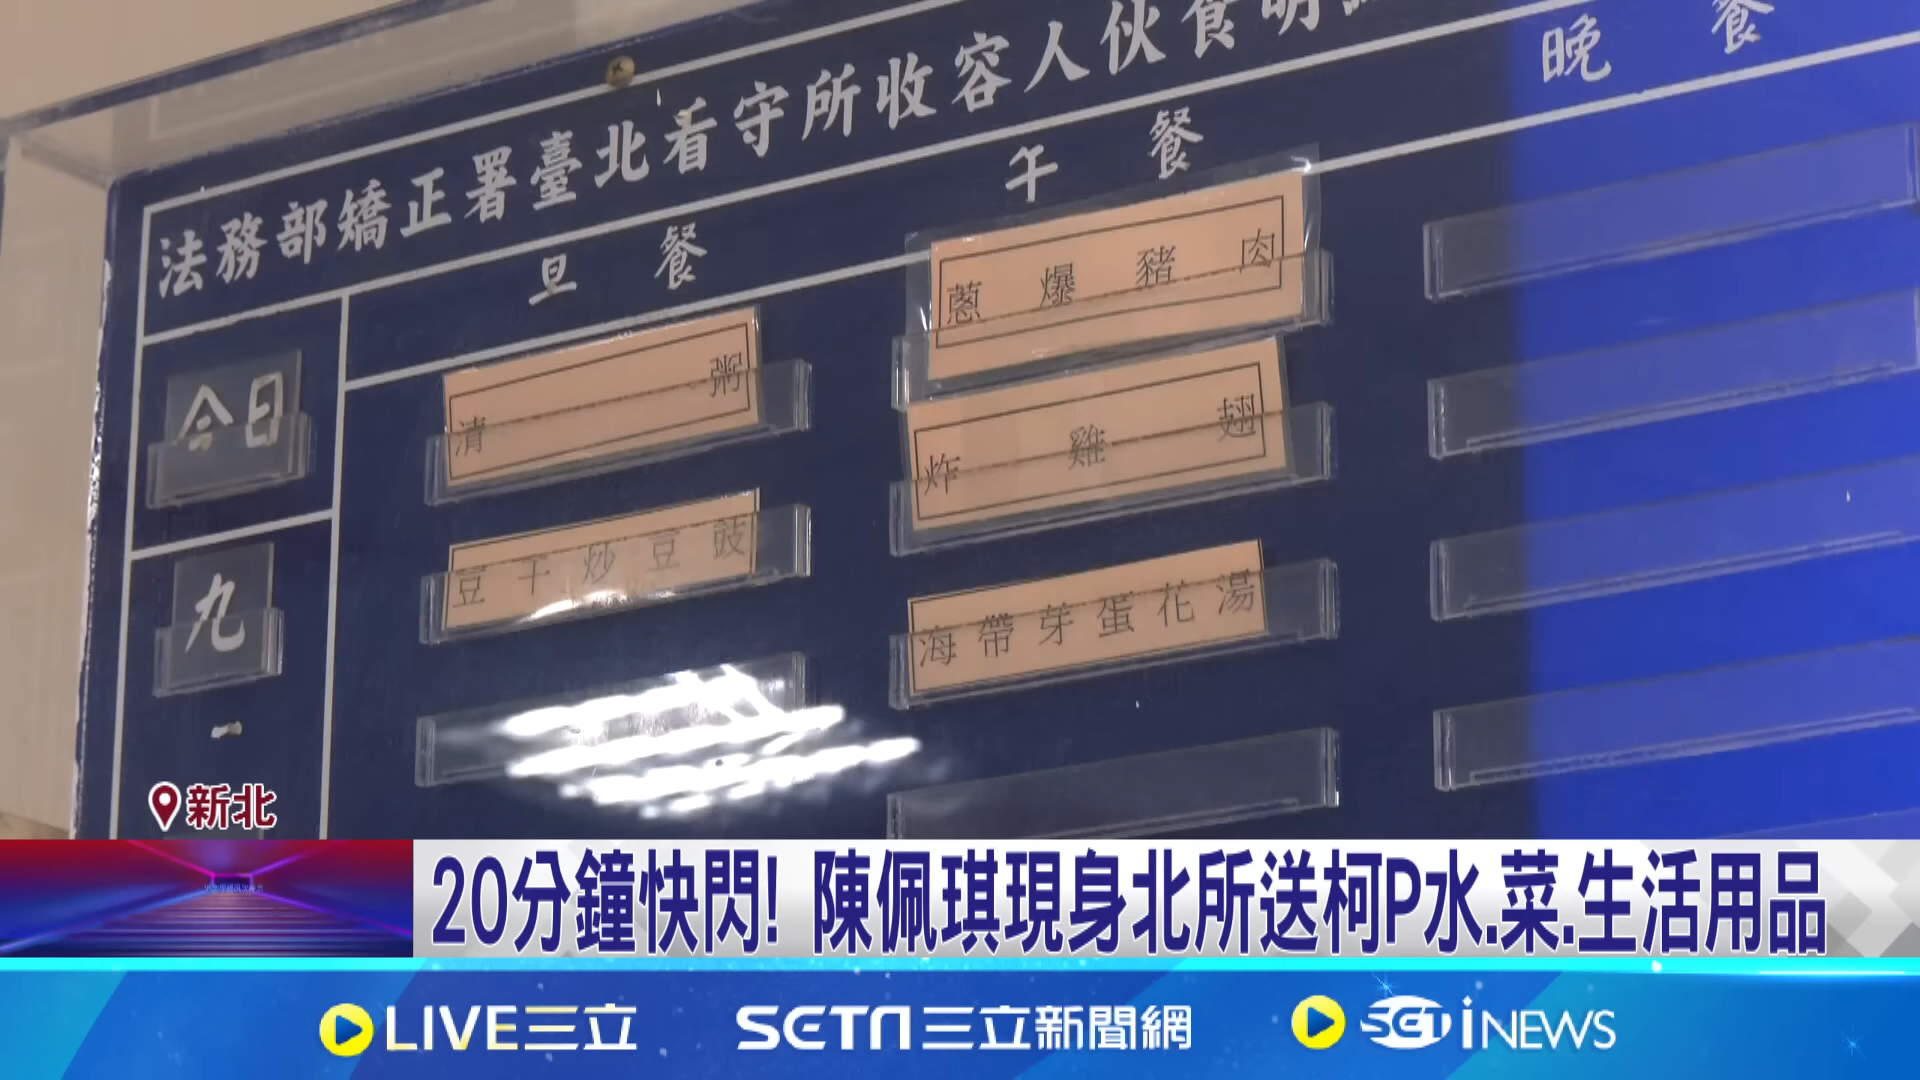 法務部矯正署臺北看守所收容人伙食明
旦餐
午餐
晚餐
今日
清粥
蔥爆豬肉
炸雞翅
九
豆干炒豆豉
海帶芽蛋花湯
一
新北
20分鐘快閃! 陳佩琪現身北所送柯P水.菜.生活用品
LIVE三立
SETN三立新聞網
SETiNEWS